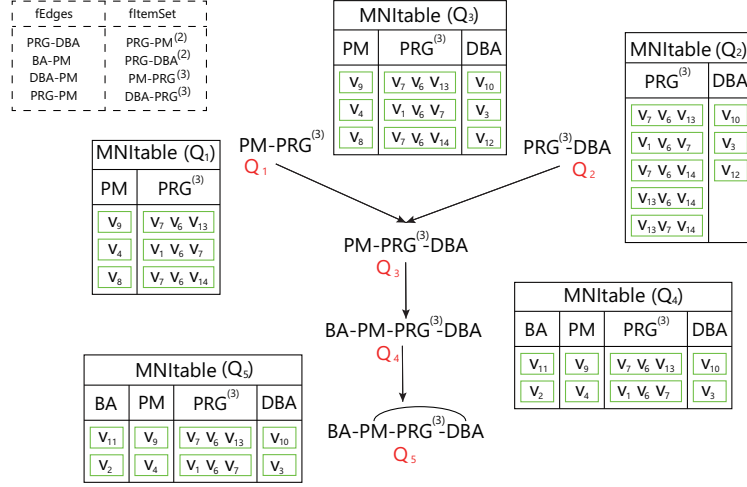 fEdges fItemSet
PRG-DBA PRG-PM(2)
BA-PM PRG-DBA(2)
DBA-PM PM-PRG(3)
PRG-PM DBA-PRG(3)
MNItable (Q3)
PM PRG(3) DBA
V9 V7 V6 V13 V10
V4 V1 V6 V7 V3
V8 V7 V6 V14 V12
MNItable (Q2)
PRG(3) DBA
V7 V6 V13 V10
V1 V6 V7 V3
V7 V6 V14 V12
V13 V6 V14
V13 V7 V14
MNItable (Q1)
PM PRG(3)
V9 V7 V6 V13
V4 V1 V6 V7
V8 V7 V6 V14
PM-PRG(3)
Q1
PRG(3)-DBA
Q2
PM-PRG(3)-DBA
Q3
BA-PM-PRG(3)-DBA
Q4
MNItable (Q4)
BA PM PRG(3) DBA
V11 V9 V7 V6 V13 V10
V2 V4 V1 V6 V7 V3
MNItable (Q5)
BA PM PRG(3) DBA
V11 V9 V7 V6 V13 V10
V2 V4 V1 V6 V7 V3
BA-PM-PRG(3)-DBA
Q5